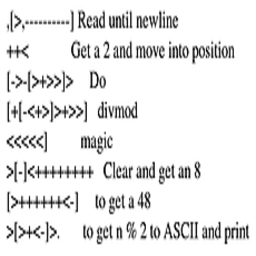 ,[>,----------] Read until newline
++< Get a 2 and move into position
[->-[>+>>]> Do
[+[-<+>]>+>>] divmod
<<<<<] magic
>[-]<++++++++ Clear and get an 8
[>++++++<-] to get a 48
>[>+<-]>. to get n % 2 to ASCII and print